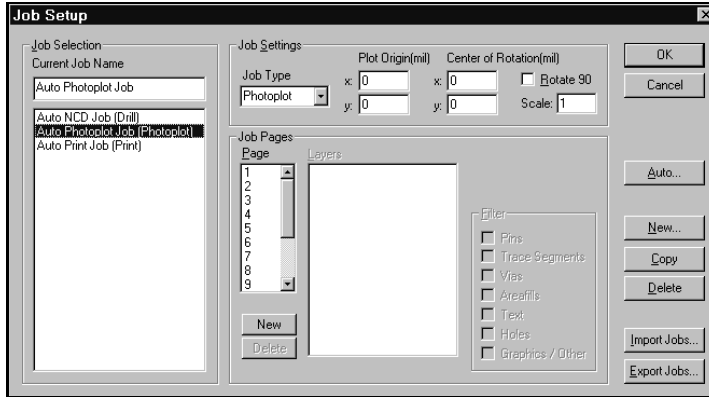 Job Setup
Job Selection
Current Job Name
Auto Photoplot Job
Auto NCD Job (Drill)
Auto Photoplot Job (Photoplot)
Auto Print Job (Print)
Job Settings
Plot Origin(mil) Center of Rotation(mil)
Job Type
Photoplot
x: 0 x: 0 Rotate 90
y: 0 y: 0 Scale: 1
Job Pages
Page Layers
1
2
3
4
5
6
7
8
9
New
Delete
Filter
Pins
Trace Segments
Vias
Areafills
Text
Holes
Graphics / Other
OK
Cancel
Auto...
New...
Copy
Delete
Import Jobs...
Export Jobs...